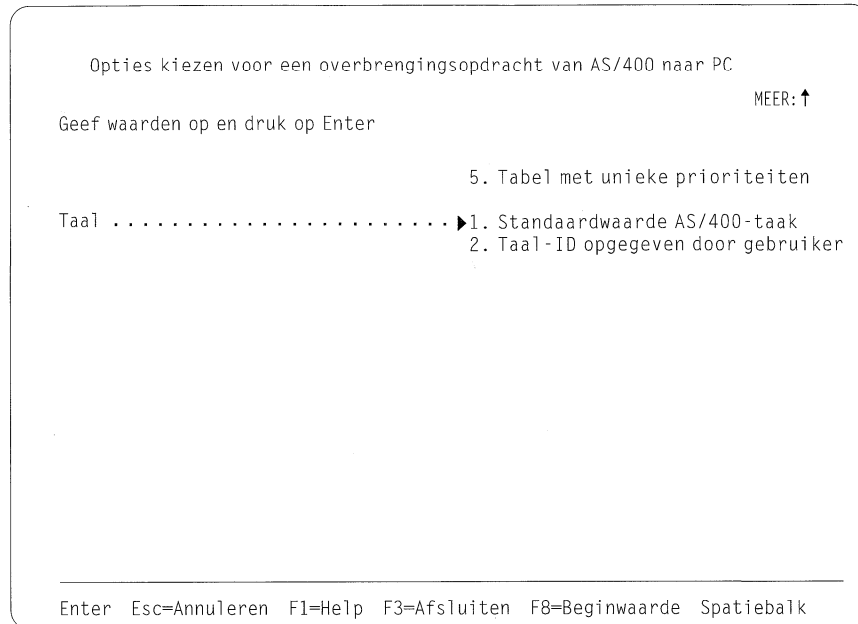 Opties kiezen voor een overbrengingsopdracht van AS/400 naar PC
MEER:↑
Geef waarden op en druk op Enter
5. Tabel met unieke prioriteiten
Taal . . . . . . . . . . . . . . . . . . . . . . . ▶1. Standaardwaarde AS/400-taak
2. Taal-ID opgegeven door gebruiker
Enter Esc=Annuleren F1=Help F3=Afsluiten F8=Beginwaarde Spatiebalk